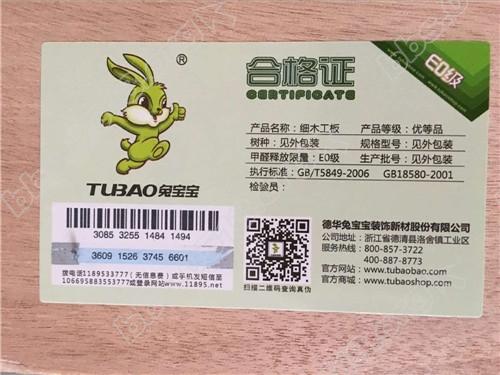 ®
合格证
CERTIFICATE
E0级
TUBAO兔宝宝
产品名称：细木工板 产品等级：优等品
树种：见外包装 规格型号：见外包装
甲醛释放限量：E0级 生产批号：见外包装
执行标准：GB/T5849-2006 GB18580-2001
检验员：
3085 3255 1484 1494
3609 1526 3745 6601
拨电话1189533777（无信息费）或手机发短信至
106695883533777或登录网站www.11895.net
扫描二维码查询真伪
德华兔宝宝装饰新材股份有限公司
公司地址：浙江省德清县洛舍镇工业区
服务热线：800-857-5223
400-887-8773
官方网站：www.tubaobao.com
官方商城：www.tubaoshop.com